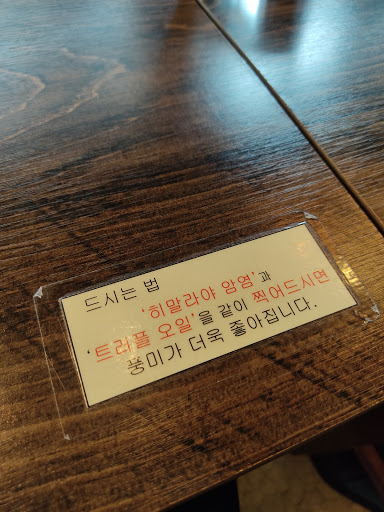 드시는 법
'히말라야 암염'과
'트러플 오일'을 같이 찍어드시면
풍미가 더욱 좋아집니다.